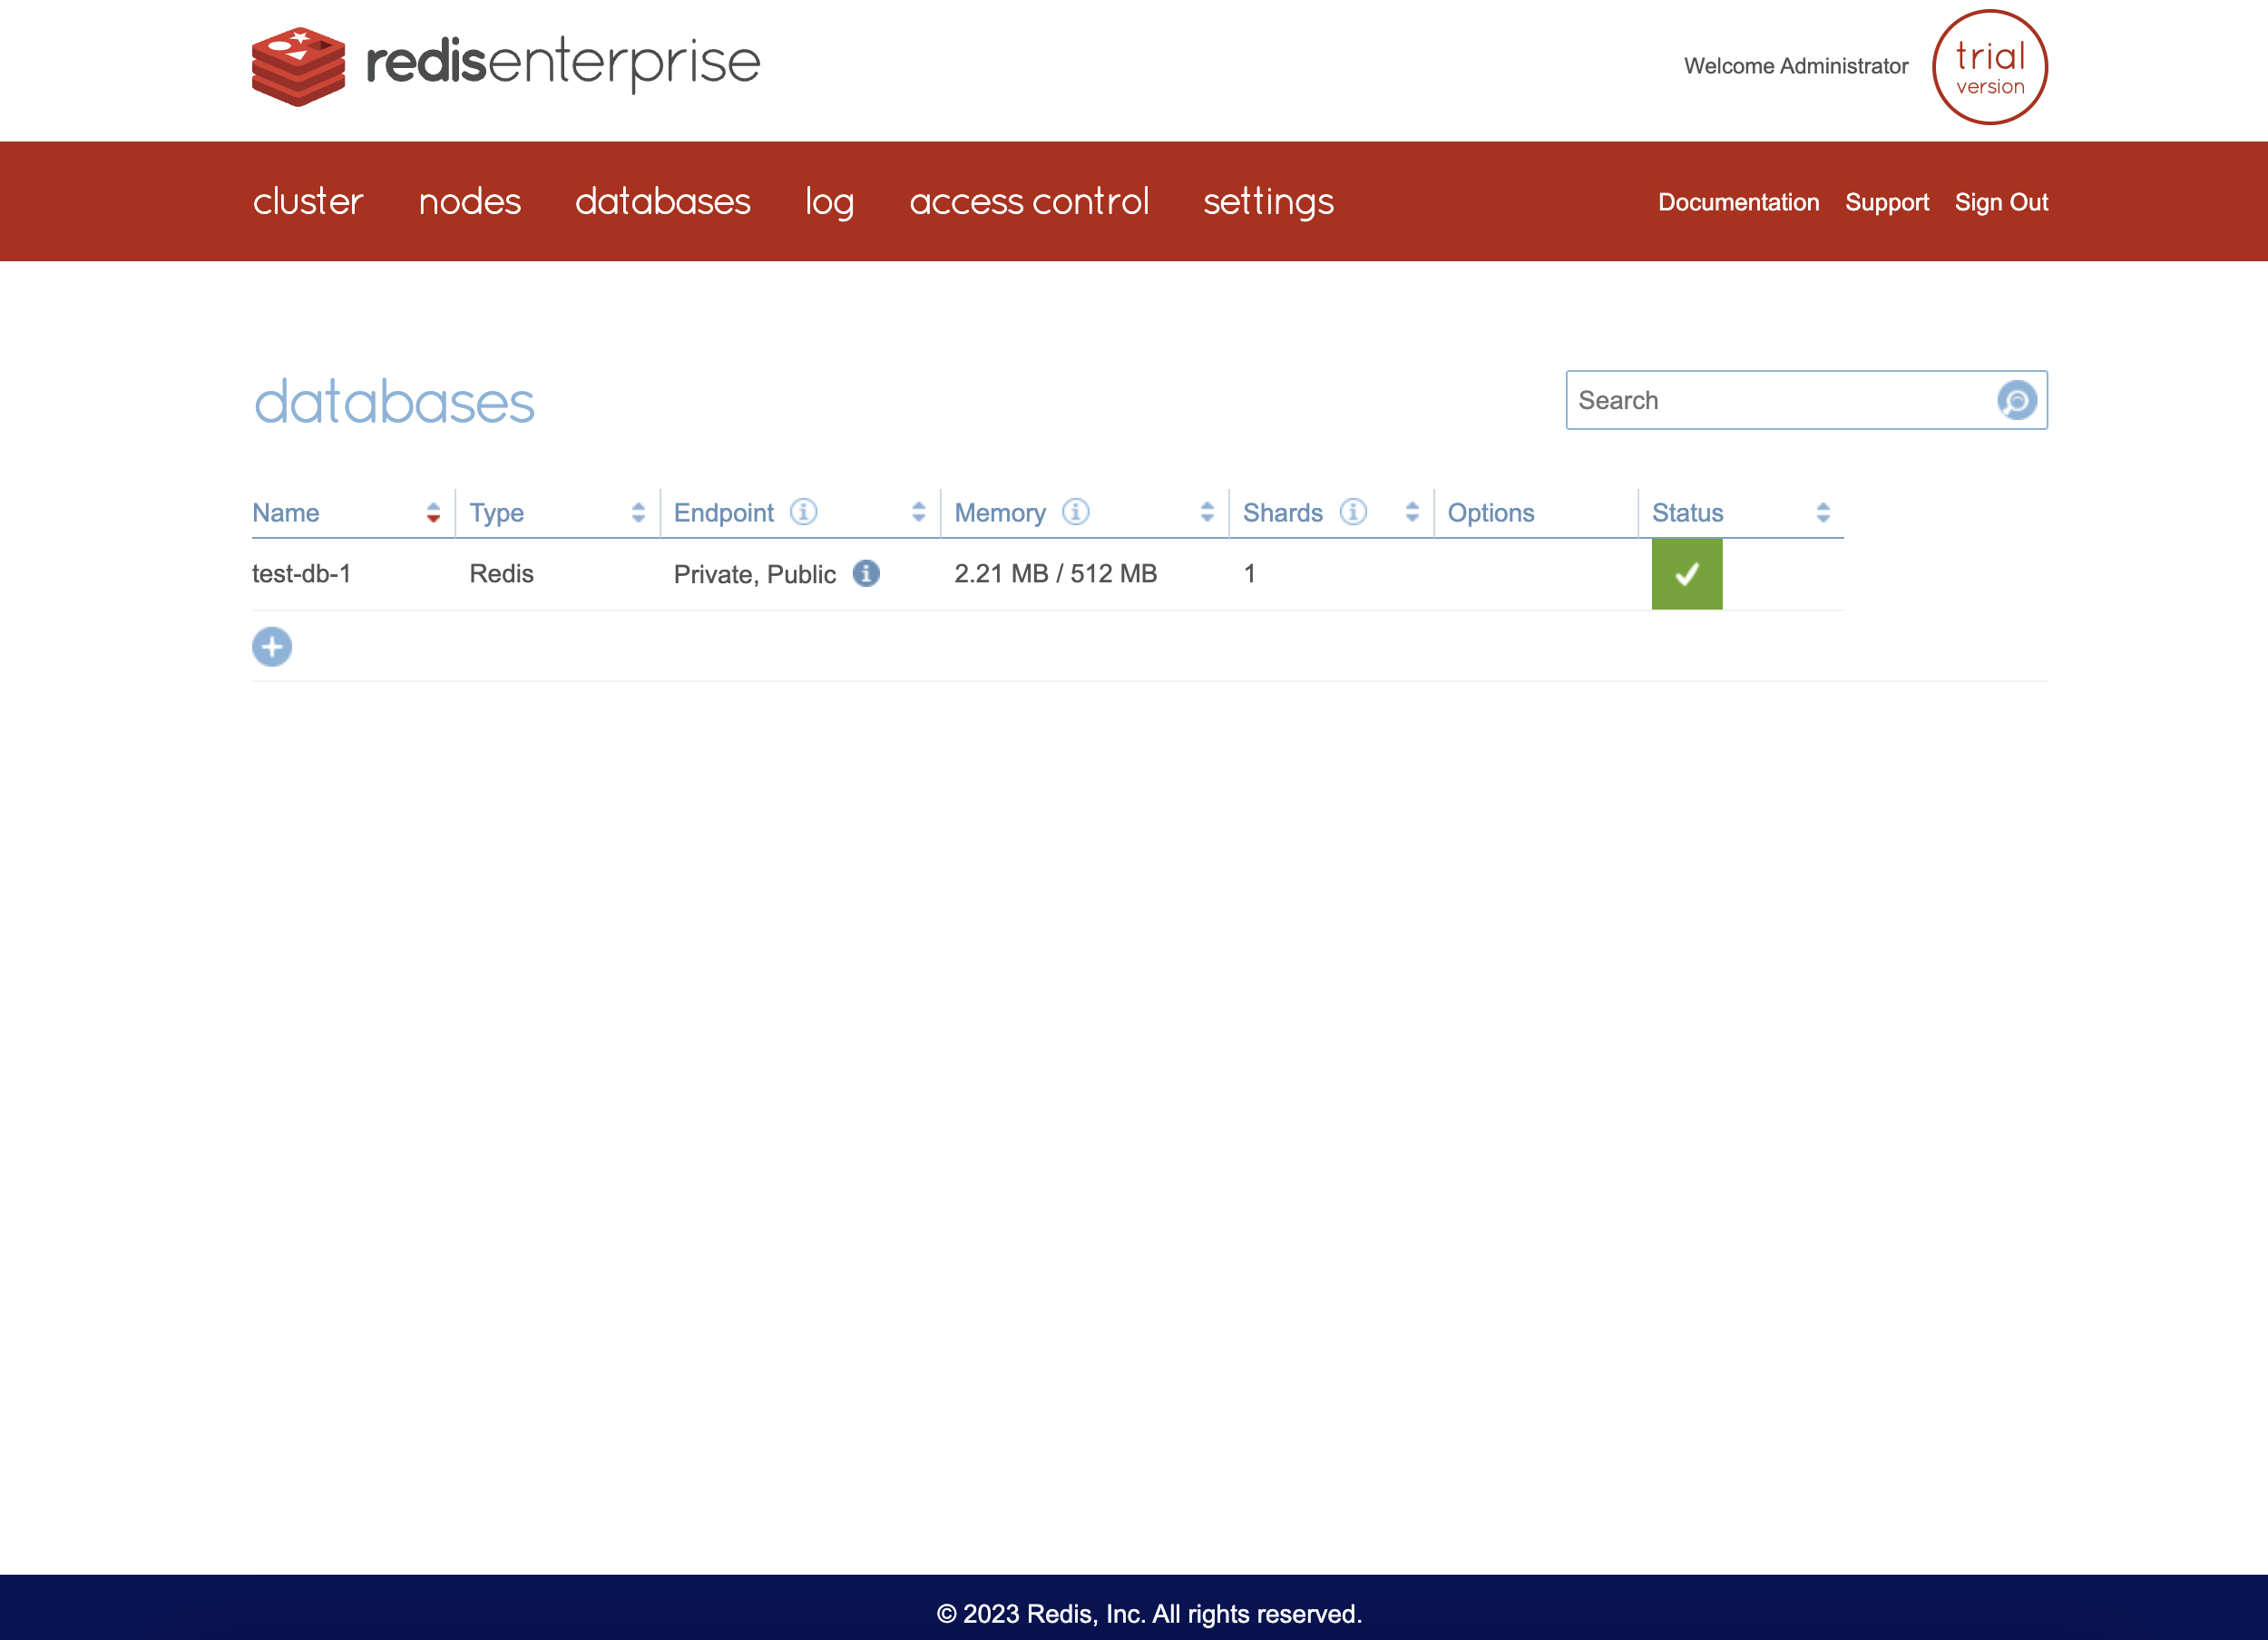 redisenterprise
Welcome Administrator
trial
version
cluster nodes databases log access control settings Documentation Support Sign Out
databases
Search
Name Type Endpoint Memory Shards Options Status
test-db-1 Redis Private, Public 2.21 MB / 512 MB 1
© 2023 Redis, Inc. All rights reserved.